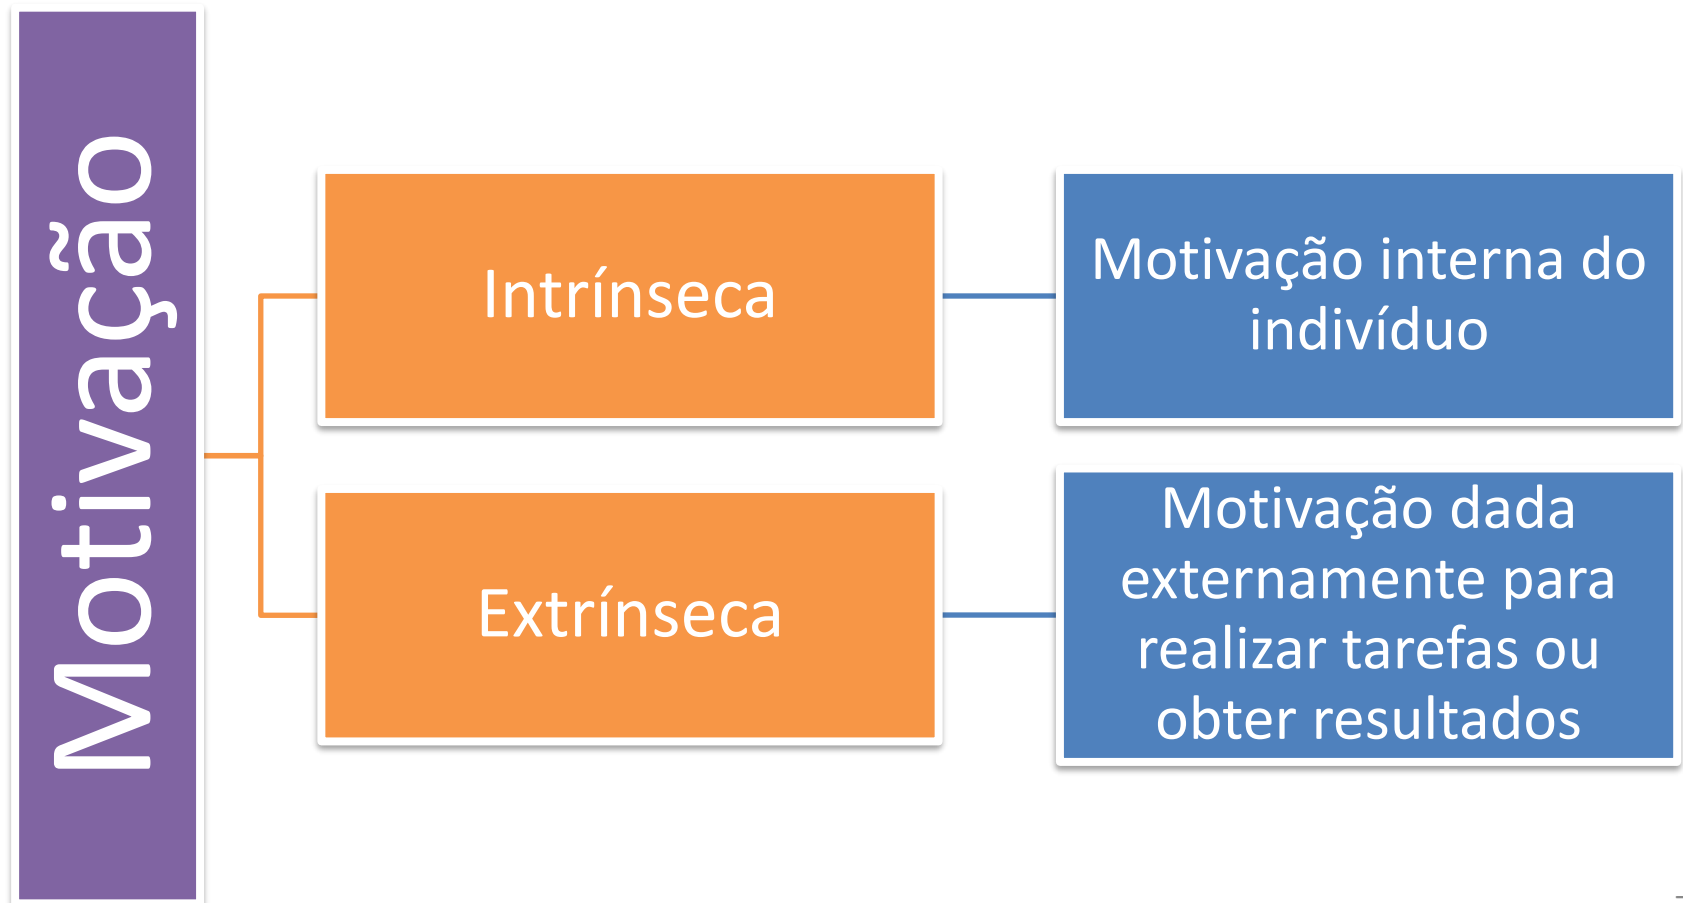 Motivação
Intrínseca
Motivação interna do
indivíduo
Extrínseca
Motivação dada
externamente para
realizar tarefas ou
obter resultados